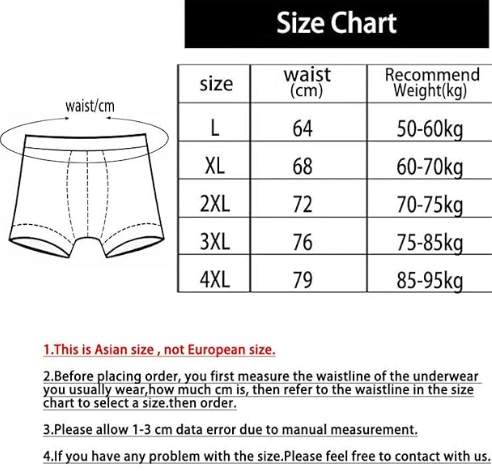 Size Chart
size waist (cm) Recommend Weight(kg)
waist/cm
L 64 50-60kg
XL 68 60-70kg
2XL 72 70-75kg
3XL 76 75-85kg
4XL 79 85-95kg
1.This is Asian size , not European size.
2.Before placing order, you first measure the waistline of the underwear
you usually wear,how much cm is, then refer to the waistline in the size
chart to select a size.then order.
3.Please allow 1-3 cm data error due to manual measurement.
4.If you have any problem with the size.Please feel free to contact with us.